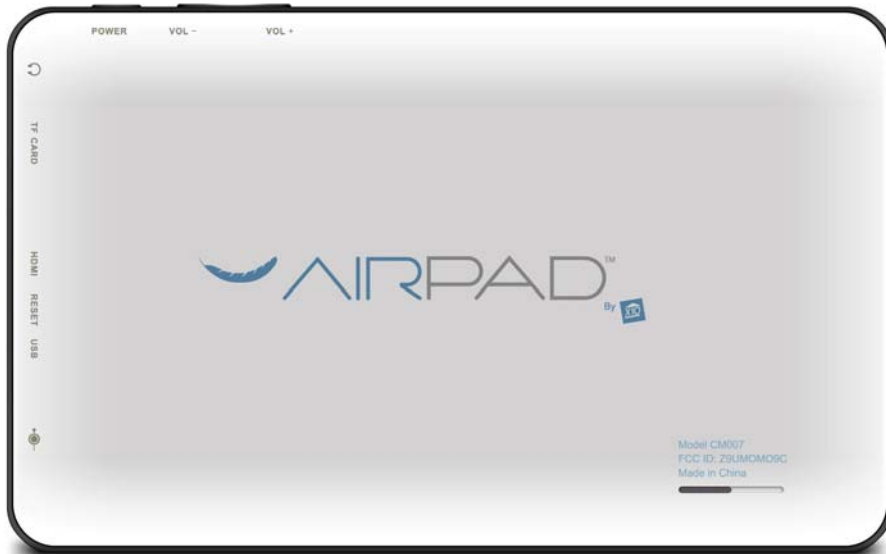 POWER VOL − VOL +
TF CARD
HDMI
RESET
USB
AIRPAD™
By
Model CM007
FCC ID: Z9UMOMO9C
Made in China